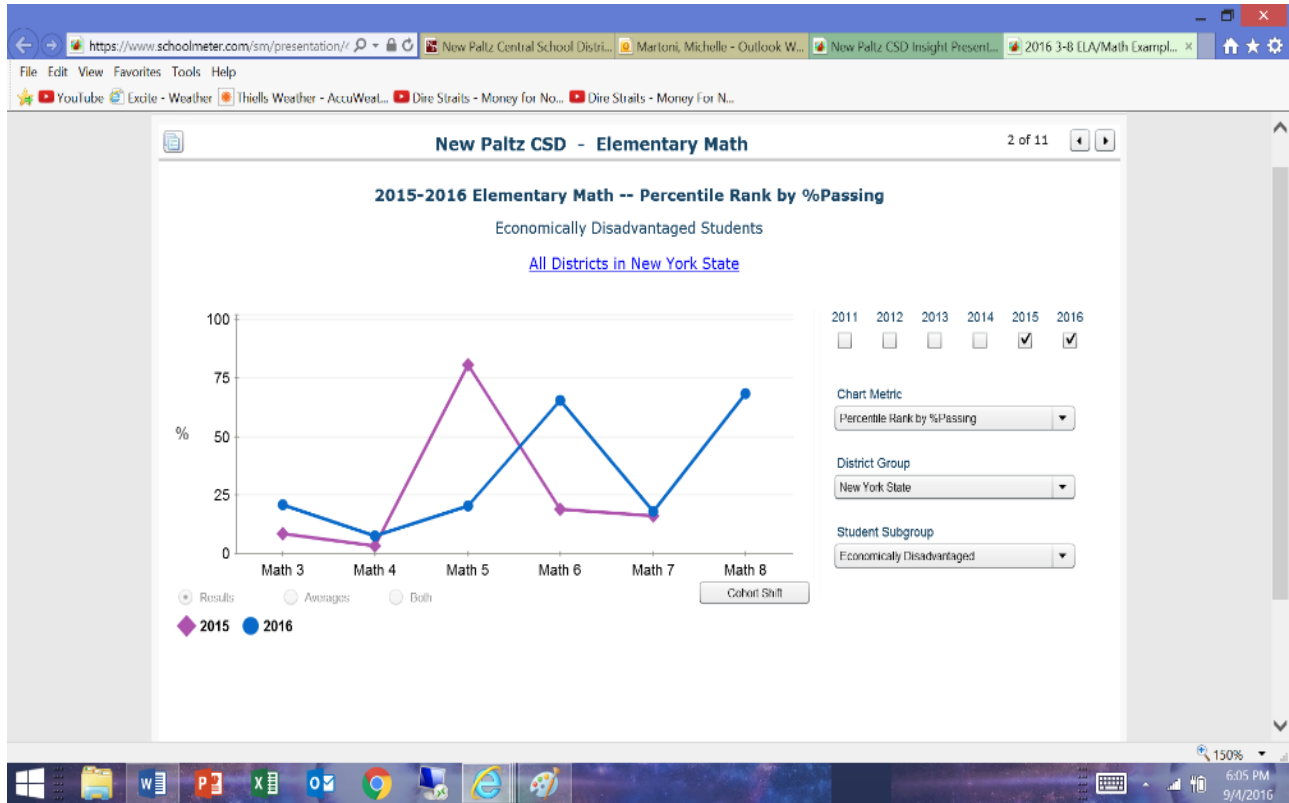 https://www.schoolmeter.com/sm/presentation/
New Paltz Central School Distri...
Martoni, Michelle - Outlook W...
New Paltz CSD Insight Present...
2016 3-8 ELA/Math Exampl...
File Edit View Favorites Tools Help
YouTube Excite - Weather Thiells Weather - AccuWeat... Dire Straits - Money for No... Dire Straits - Money For N...
New Paltz CSD - Elementary Math
2 of 11
2015-2016 Elementary Math -- Percentile Rank by %Passing
Economically Disadvantaged Students
All Districts in New York State
100
75
% 50
25
0
Math 3 Math 4 Math 5 Math 6 Math 7 Math 8
Results Averages Both
Cohort Shift
2015 2016
2011 2012 2013 2014 2015 2016
Chart Metric
Percentile Rank by %Passing
District Group
New York State
Student Subgroup
Economically Disadvantaged
150%
6:05 PM
9/4/2016